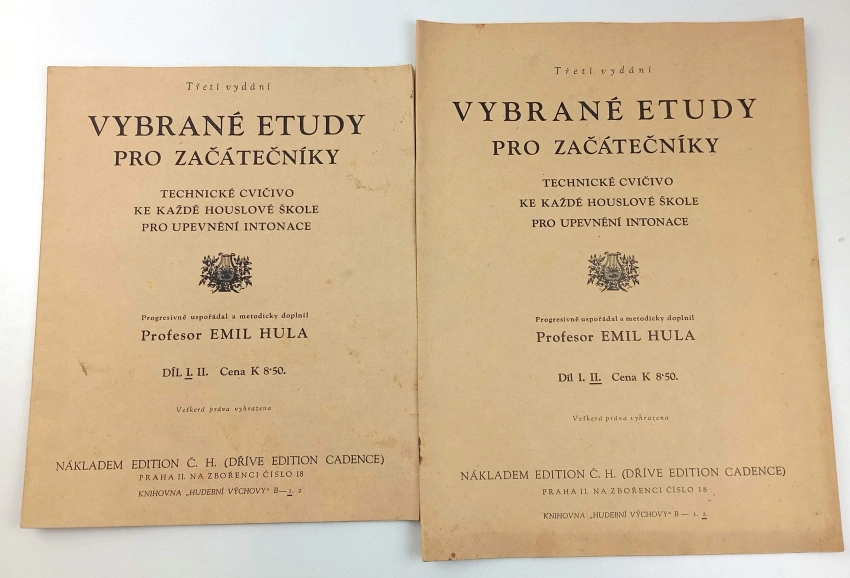 Třetí vydání
VYBRANÉ ETUDY
PRO ZAČÁTEČNÍKY
TECHNICKÉ CVIČIVO
KE KAŽDÉ HOUSLOVÉ ŠKOLE
PRO UPEVNĚNÍ INTONACE
Progresivně uspořádal a metodicky doplnil
Profesor EMIL HULA
DÍL I. II. Cena K 8·50.
Veškerá práva vyhrazena
NÁKLADEM EDITION Č. H. (DŘÍVE EDITION CADENCE)
PRAHA II. NA ZBOŘENCI ČÍSLO 18
KNIHOVNA „HUDEBNÍ VÝCHOVY" B—1. 2
Třetí vydání
VYBRANÉ ETUDY
PRO ZAČÁTEČNÍKY
TECHNICKÉ CVIČIVO
KE KAŽDÉ HOUSLOVÉ ŠKOLE
PRO UPEVNĚNÍ INTONACE
Progresivně uspořádal a metodicky doplnil
Profesor EMIL HULA
Díl I. II. Cena K 8·50.
Veškerá práva vyhrazena
NÁKLADEM EDITION Č. H. (DŘÍVE EDITION CADENCE)
PRAHA II. NA ZBOŘENCI ČÍSLO 18
KNIHOVNA „HUDEBNÍ VÝCHOVY" B — 1. 2.